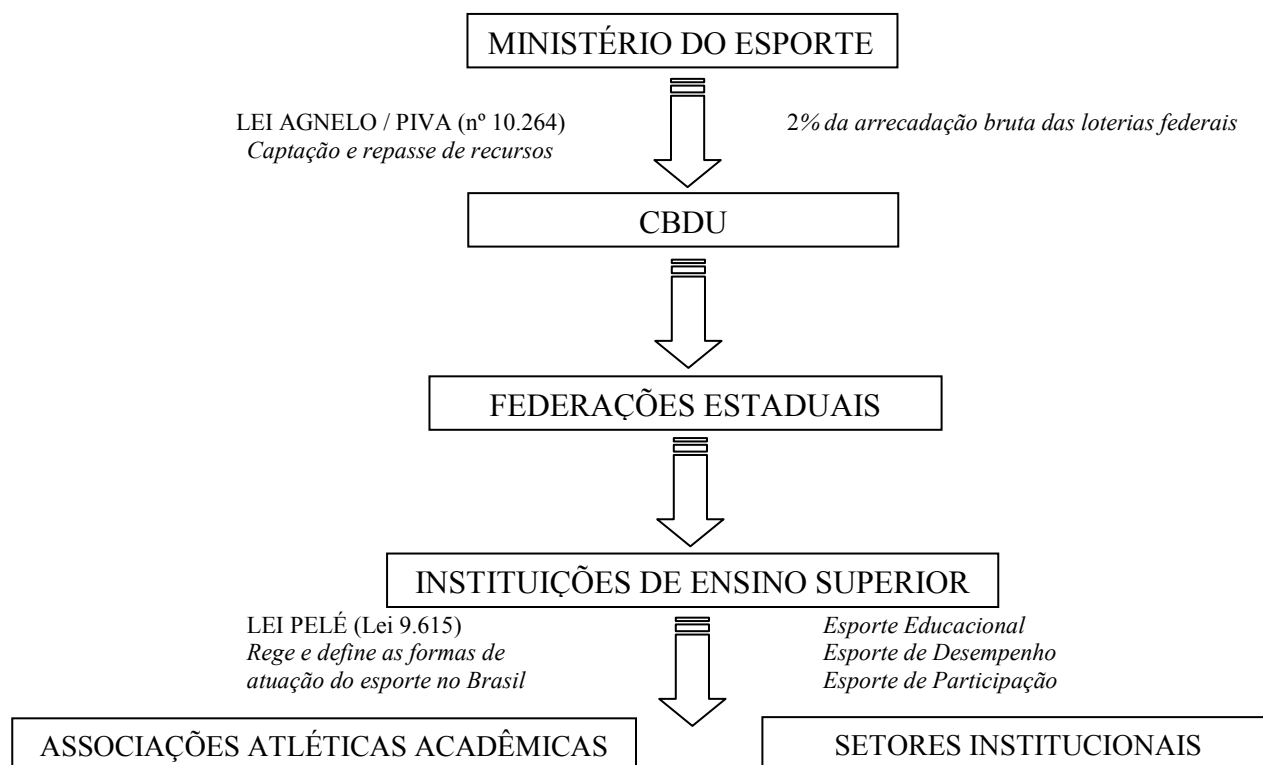 MINISTÉRIO DO ESPORTE
LEI AGNELO / PIVA (nº 10.264)
Captação e repasse de recursos
2% da arrecadação bruta das loterias federais
CBDU
FEDERAÇÕES ESTADUAIS
INSTITUIÇÕES DE ENSINO SUPERIOR
LEI PELÉ (Lei 9.615)
Rege e define as formas de
atuação do esporte no Brasil
Esporte Educacional
Esporte de Desempenho
Esporte de Participação
ASSOCIAÇÕES ATLÉTICAS ACADÊMICAS
SETORES INSTITUCIONAIS